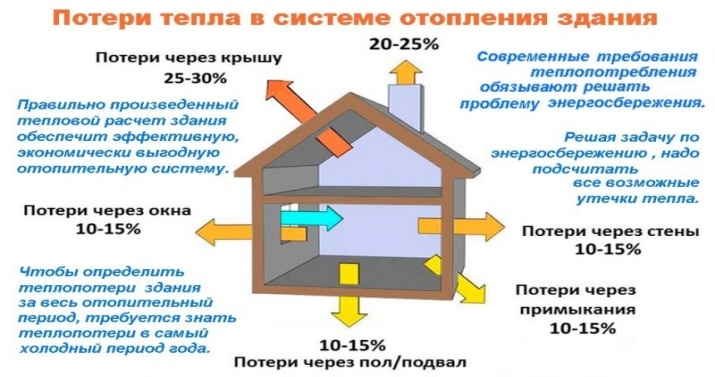 Потери тепла в системе отопления здания
Потери через крышу
25-30%
20-25%
Современные требования
теплопотребления
обязывают решать
проблему энергосбережения.
Правильно произведенный
тепловой расчет здания
обеспечит эффективную,
экономически выгодную
отопительную систему.
Решая задачу по
энергосбережению , надо
подсчитать
все возможные
утечки тепла.
Потери через окна
10-15%
Потери через стены
10-15%
Чтобы определить
теплопотери здания
за весь отопительный
период, требуется знать
теплопотери в самый
холодный период года.
Потери через
примыкания
10-15%
10-15%
Потери через пол/подвал